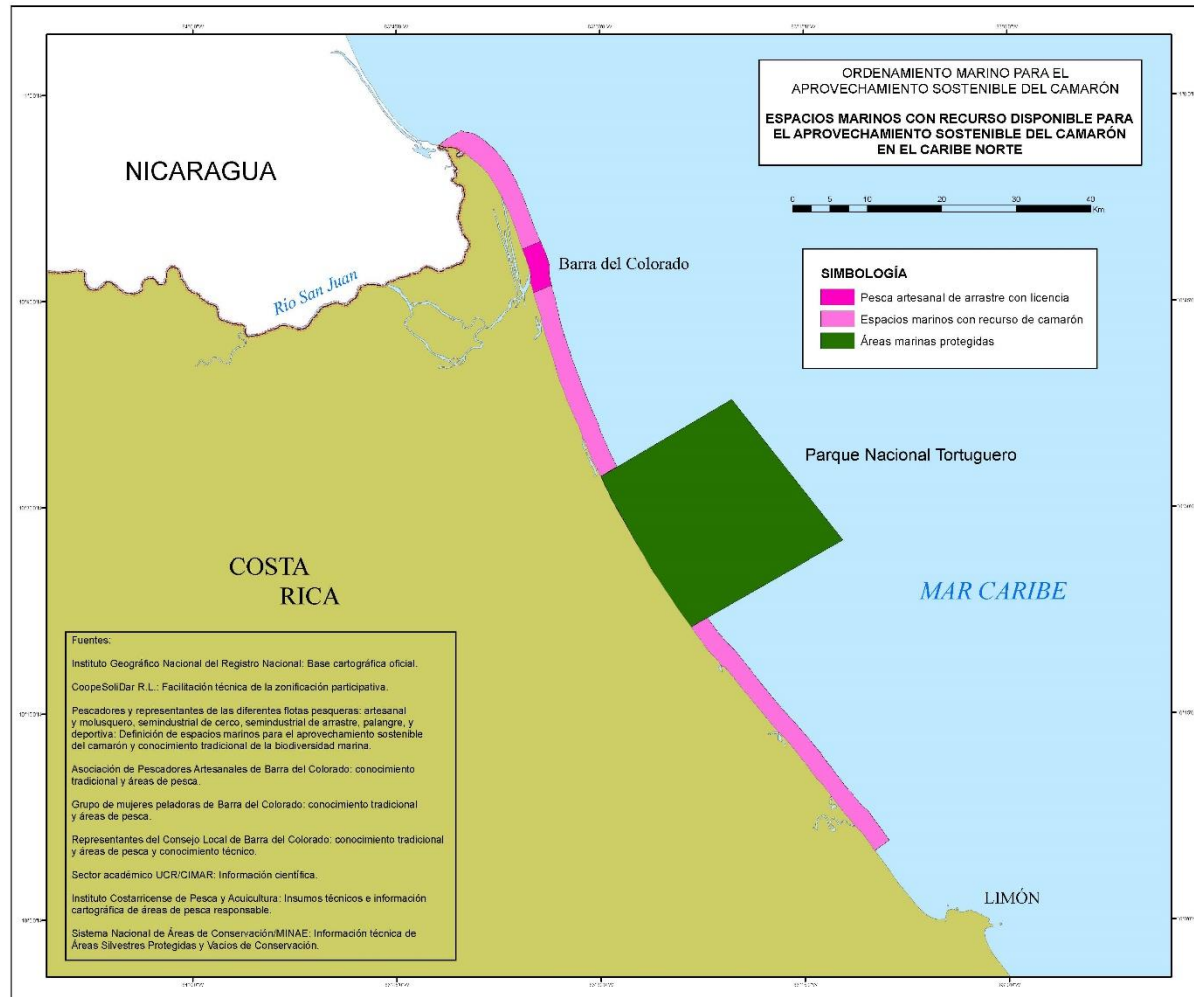 ORDENAMIENTO MARINO PARA EL
APROVECHAMIENTO SOSTENIBLE DEL CAMARÓN
ESPACIOS MARINOS CON RECURSO DISPONIBLE PARA
EL APROVECHAMIENTO SOSTENIBLE DEL CAMARÓN
EN EL CARIBE NORTE
0 10 20 30 40
Km
NICARAGUA
Barra del Colorado
Río San Juan
SIMBOLOGÍA
Pesca artesanal de arrastre con licencia
Espacios marinos con recurso de camarón
Áreas marinas protegidas
Parque Nacional Tortuguero
COSTA
RICA
MAR CARIBE
LIMÓN
Fuentes:
Instituto Geográfico Nacional del Registro Nacional: Base cartográfica oficial.
CoopeSoliDar R.L.: Facilitación técnica de la zonificación participativa.
Pescadores y representantes de las diferentes flotas pesqueras: artesanal
y molusquero, semindustrial de cerco, semindustrial de arrastre, palangre, y
deportiva: Definición de espacios marinos para el aprovechamiento sostenible
del camarón y conocimiento tradicional de la biodiversidad marina.
Asociación de Pescadores Artesanales de Barra del Colorado: conocimiento
tradicional y áreas de pesca.
Grupo de mujeres peladoras de Barra del Colorado: conocimiento tradicional
y áreas de pesca.
Representantes del Consejo Local de Barra del Colorado: conocimiento tradicional
y áreas de pesca y conocimiento técnico.
Sector académico UCR/CIMAR: Información científica.
Instituto Costarricense de Pesca y Acuicultura: Insumos técnicos e información
cartográfica de áreas de pesca responsable.
Sistema Nacional de Áreas de Conservación/MINAE: Información técnica de
Áreas Silvestres Protegidas y Vacios de Conservación.